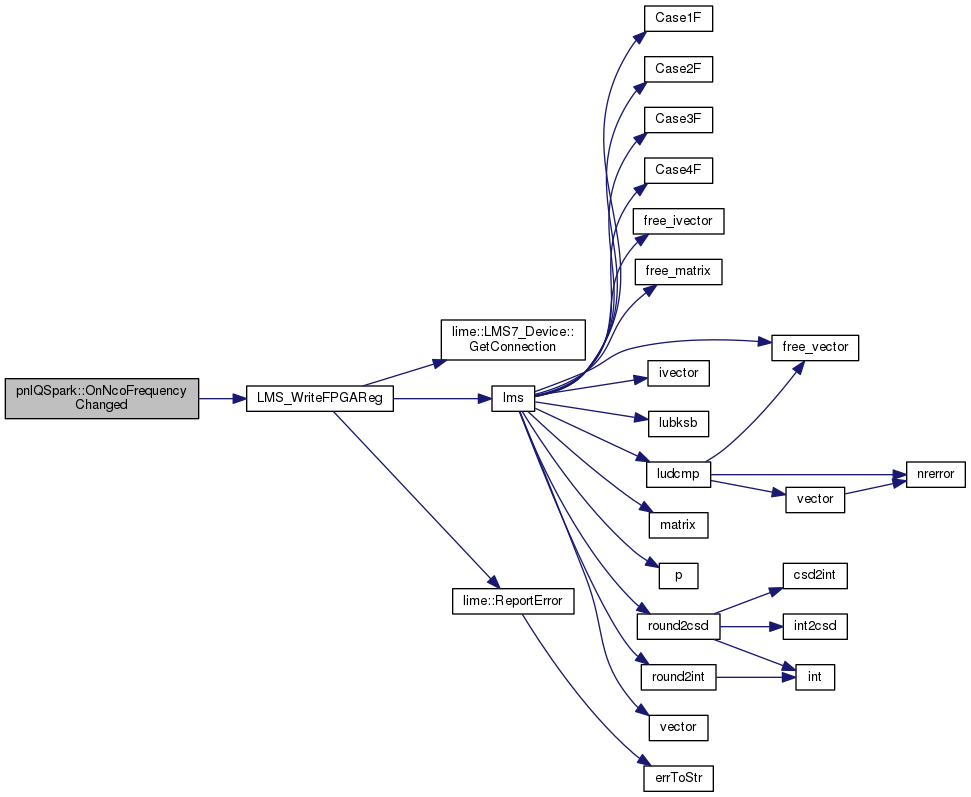 Case1F
Case2F
Case3F
Case4F
free_ivector
free_matrix
lime::LMS7_Device::
GetConnection
free_vector
ivector
pnIQSpark::OnNcoFrequency
Changed
LMS_WriteFPGAReg
lms
lubksb
ludcmp
nrerror
vector
matrix
p
csd2int
lime::ReportError
round2csd
int2csd
round2int
int
vector
errToStr